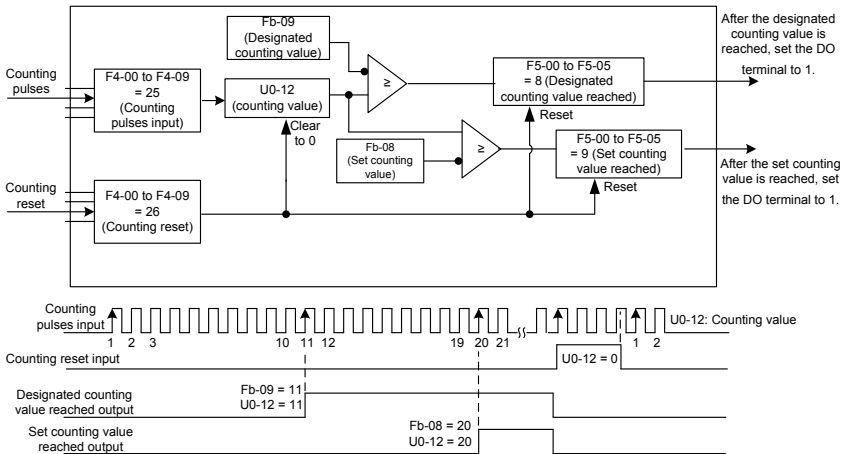 Fb-09
(Designated
counting value)
After the designated
counting value is
reached, set the DO
terminal to 1.
Counting
pulses
F4-00 to F4-09
= 25
(Counting
pulses input)
U0-12
(counting value)
≥
F5-00 to F5-05
= 8 (Designated
counting value reached)
Clear
to 0
Reset
Fb-08
(Set counting
value)
≥
F5-00 to F5-05
= 9 (Set counting
value reached)
After the set counting
value is reached, set
the DO terminal to 1.
Counting
reset
F4-00 to F4-09
= 26
(Counting reset)
Reset
Counting
pulses input
U0-12: Counting value
1 2 3 10 11 12 19 20 21 1 2
Counting reset input
U0-12 = 0
Designated counting
value reached output
Fb-09 = 11
U0-12 = 11
Set counting value
reached output
Fb-08 = 20
U0-12 = 20